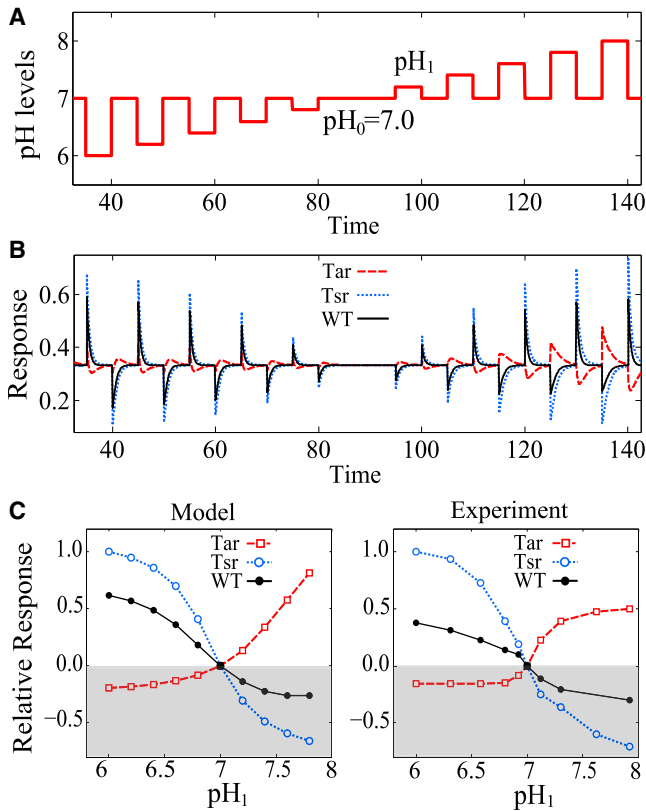 A
pH levels
8
7
6
pH1
pH0=7.0
40 60 80 100 120 140
Time
B
Response
0.6
0.4
0.2
Tar
Tsr
WT
40 60 80 100 120 140
Time
C
Model
Relative Response
1.0
0.5
0.0
−0.5
Tar
Tsr
WT
6 6.5 7 7.5 8
pH1
Experiment
1.0
0.5
0.0
−0.5
Tar
Tsr
WT
6 6.5 7 7.5 8
pH1